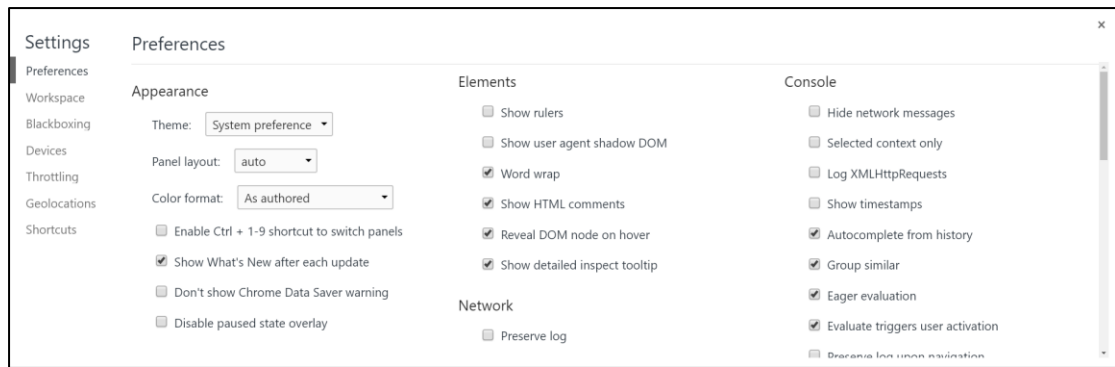 ×
Settings
Preferences
Workspace
Blackboxing
Devices
Throttling
Geolocations
Shortcuts
Preferences
Appearance
Theme: System preference
Panel layout: auto
Color format: As authored
Enable Ctrl + 1-9 shortcut to switch panels
Show What's New after each update
Don't show Chrome Data Saver warning
Disable paused state overlay
Elements
Show rulers
Show user agent shadow DOM
Word wrap
Show HTML comments
Reveal DOM node on hover
Show detailed inspect tooltip
Network
Preserve log
Console
Hide network messages
Selected context only
Log XMLHttpRequests
Show timestamps
Autocomplete from history
Group similar
Eager evaluation
Evaluate triggers user activation
Preserve log upon navigation